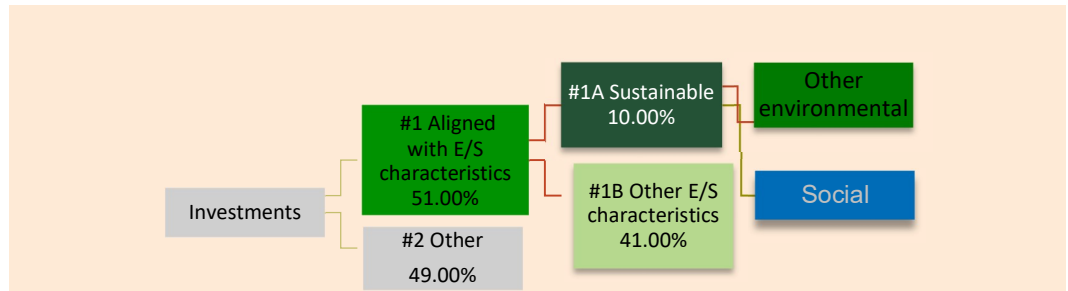 Investments
#1 Aligned
with E/S
characteristics
51.00%
#2 Other
49.00%
#1A Sustainable
10.00%
#1B Other E/S
characteristics
41.00%
Other
environmental
Social